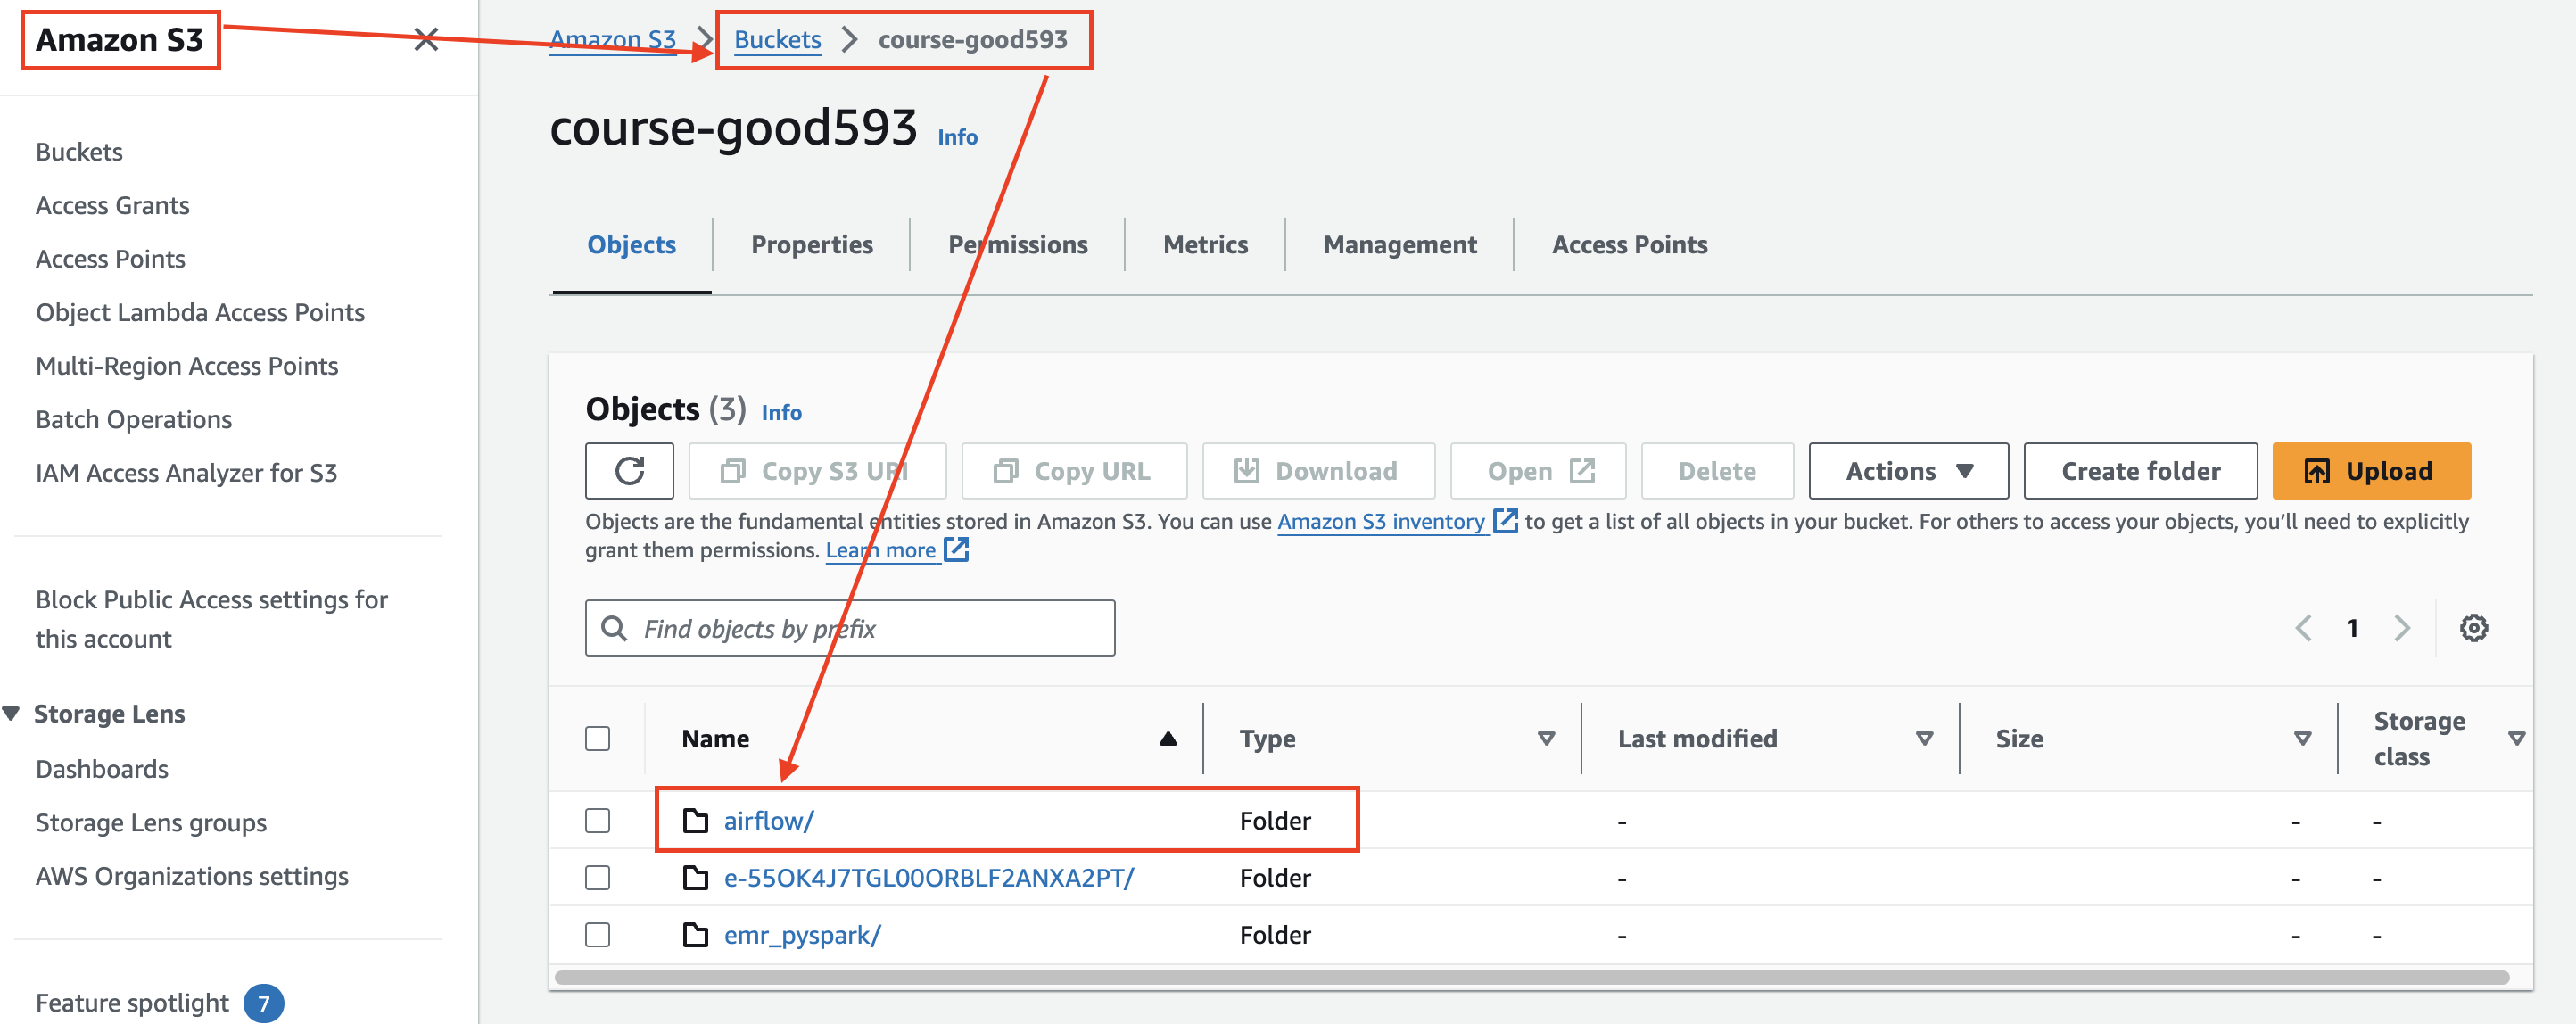 Amazon S3
Buckets
Access Grants
Access Points
Object Lambda Access Points
Multi-Region Access Points
Batch Operations
IAM Access Analyzer for S3
Block Public Access settings for
this account
Storage Lens
Dashboards
Storage Lens groups
AWS Organizations settings
Feature spotlight 7
Amazon S3 Buckets course-good593
course-good593 Info
Objects Properties Permissions Metrics Management Access Points
Objects (3) Info
Copy S3 URI Copy URL Download Open Delete Actions Create folder Upload
Objects are the fundamental entities stored in Amazon S3. You can use Amazon S3 inventory to get a list of all objects in your bucket. For others to access your objects, you’ll need to explicitly
grant them permissions. Learn more
Find objects by prefix
1
Name Type Last modified Size Storage
class
airflow/ Folder - - -
e-55OK4J7TGL00ORBLF2ANXA2PT/ Folder - - -
emr_pyspark/ Folder - - -